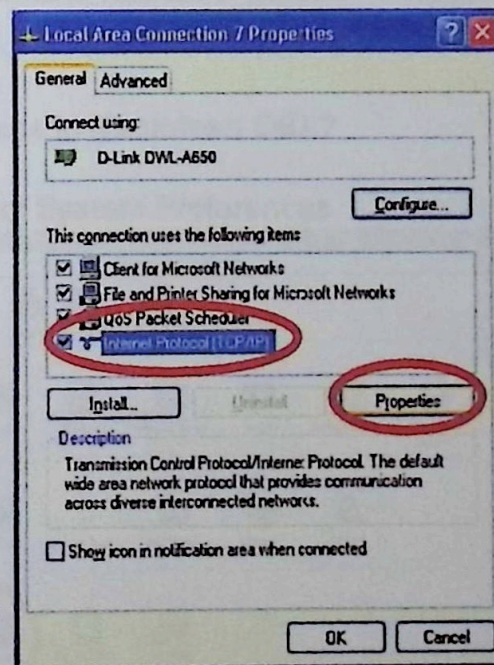 Local Area Connection 7 Properties
General Advanced
Connect using:
D-Link DWL-A650
Configure...
This connection uses the following items
Client for Microsoft Networks
File and Printer Sharing for Microsoft Networks
QoS Packet Scheduler
Internet Protocol (TCP/IP)
Install... Uninstall Properties
Description
Transmission Control Protocol/Internet Protocol. The default
wide area network protocol that provides communication
across diverse interconnected networks.
Show icon in notification area when connected
OK Cancel